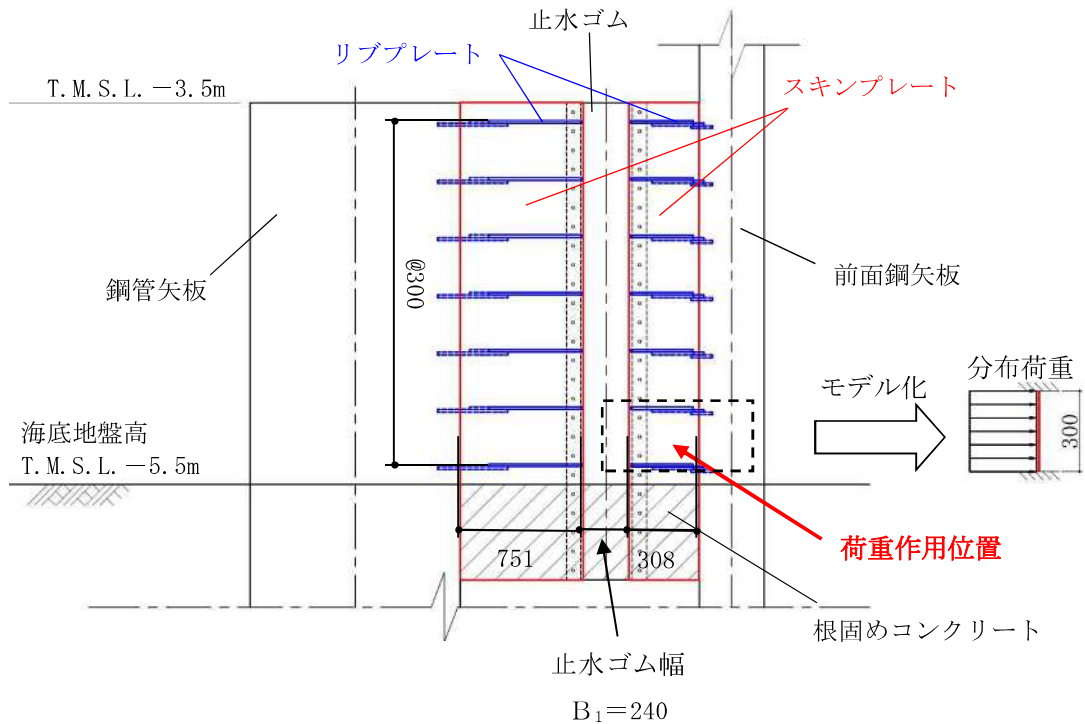 止水ゴム
リブプレート
T.M.S.L.－3.5m
スキンプレート
@300
鋼管矢板
前面鋼矢板
分布荷重
モデル化
300
海底地盤高
T.M.S.L.－5.5m
荷重作用位置
751
308
根固めコンクリート
止水ゴム幅
B₁＝240